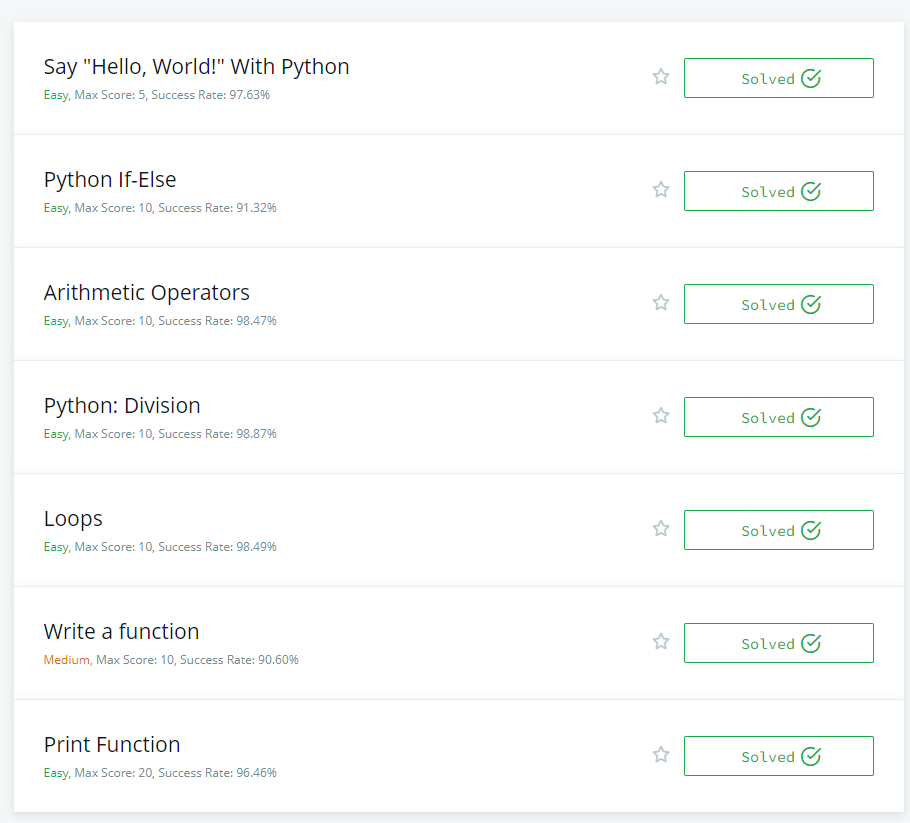 Say "Hello, World!" With Python
Easy, Max Score: 5, Success Rate: 97.63%
Solved
Python If-Else
Easy, Max Score: 10, Success Rate: 91.32%
Solved
Arithmetic Operators
Easy, Max Score: 10, Success Rate: 98.47%
Solved
Python: Division
Easy, Max Score: 10, Success Rate: 98.87%
Solved
Loops
Easy, Max Score: 10, Success Rate: 98.49%
Solved
Write a function
Medium, Max Score: 10, Success Rate: 90.60%
Solved
Print Function
Easy, Max Score: 20, Success Rate: 96.46%
Solved